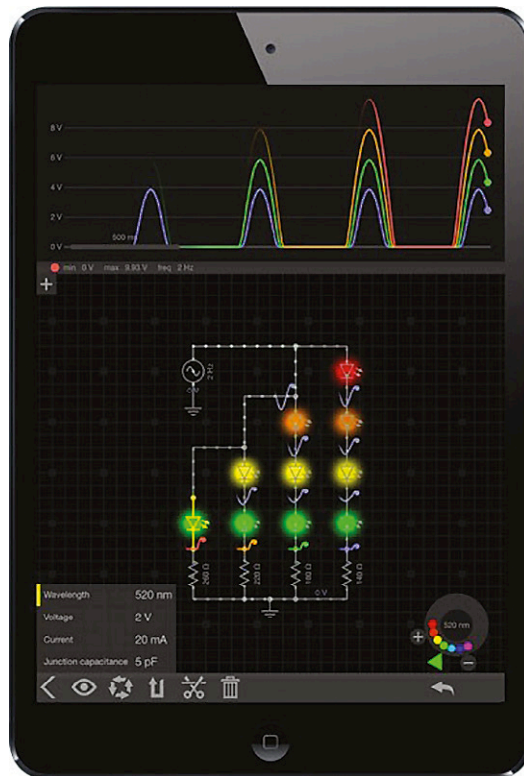 8 V
6 V
4 V
2 V
0 V
500 m
min 0 V max 9.93 V freq 2 Hz
2 Hz
0 V
260 Ω
220 Ω
180 Ω
140 Ω
0 V
Wavelength 520 nm
Voltage 2 V
Current 20 mA
Junction capacitance 5 pF
520 nm